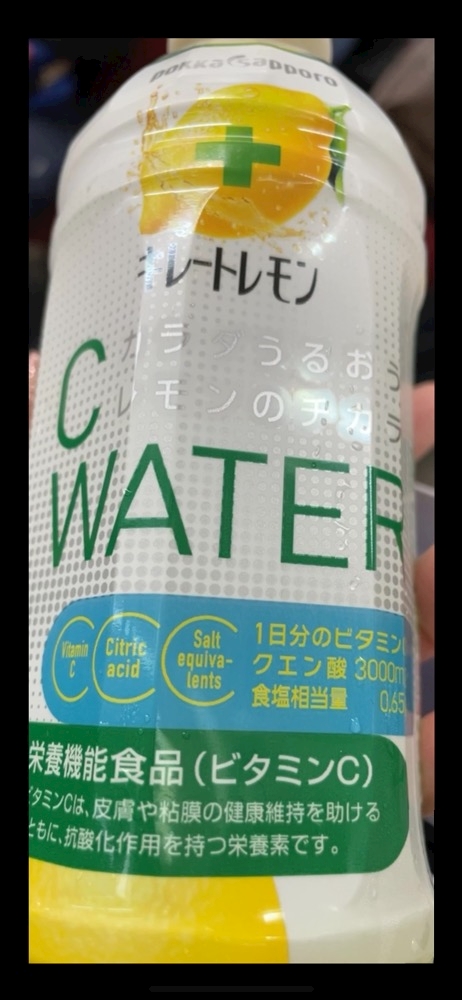 pokka sapporo
キレートレモン
カラダうるおうレモンのチカラ
C
WATER
Vitamin C
Citric acid
Salt equiva-lents
1日分のビタミン
クエン酸 3000m
食塩相当量 0.65
栄養機能食品(ビタミンC)
ビタミンCは、皮膚や粘膜の健康維持を助ける
ともに、抗酸化作用を持つ栄養素です。